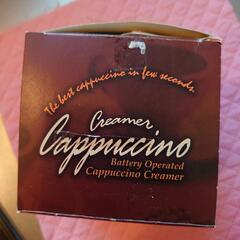 The best cappuccino in few seconds.
Creamer
Cappuccino
Battery Operated
Cappuccino Creamer